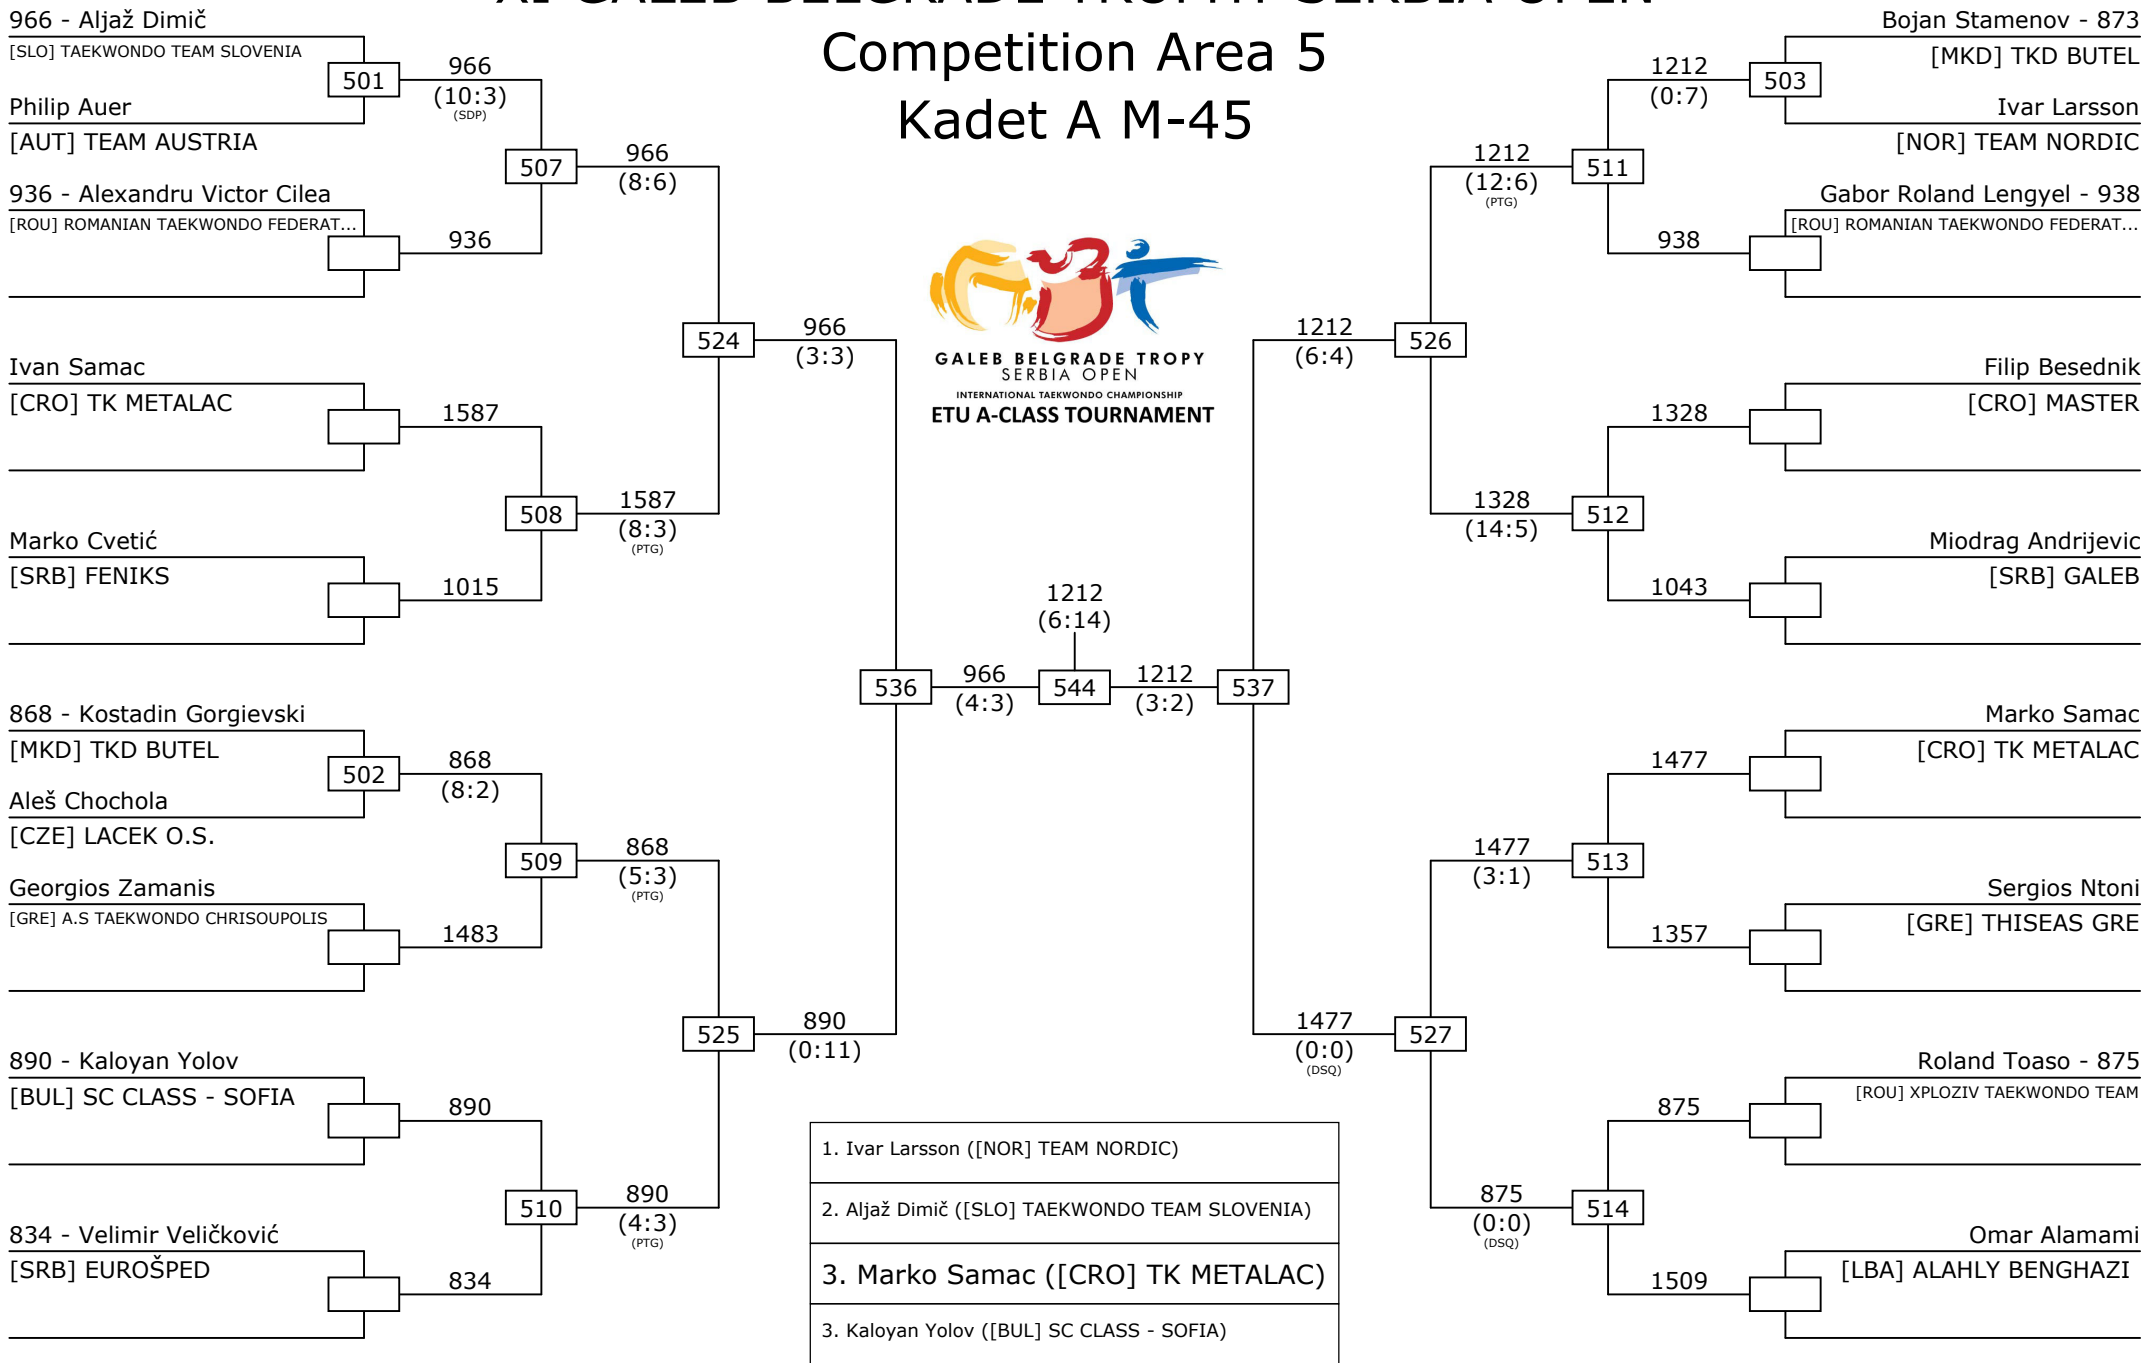 XI GALEB BELGRADE TROPHY: SERBIA OPEN
Competition Area 5
Kadet A M-45
966 - Aljaž Dimič
[SLO] TAEKWONDO TEAM SLOVENIA
501
966
(10:3)
(SDP)
Philip Auer
[AUT] TEAM AUSTRIA
507
966
(8:6)
936 - Alexandru Victor Cilea
[ROU] ROMANIAN TAEKWONDO FEDERAT...
936
524
966
(3:3)
Ivan Samac
[CRO] TK METALAC
1587
508
1587
(8:3)
(PTG)
Marko Cvetić
[SRB] FENIKS
1015
536
966
(4:3)
868 - Kostadin Gorgievski
[MKD] TKD BUTEL
502
868
(8:2)
Aleš Chochola
[CZE] LACEK O.S.
509
868
(5:3)
(PTG)
Georgios Zamanis
[GRE] A.S TAEKWONDO CHRISOUPOLIS
1483
525
890
(0:11)
890 - Kaloyan Yolov
[BUL] SC CLASS - SOFIA
890
510
890
(4:3)
(PTG)
834 - Velimir Veličković
[SRB] EUROŠPED
834
GALEB BELGRADE TROPY
SERBIA OPEN
INTERNATIONAL TAEKWONDO CHAMPIONSHIP
ETU A-CLASS TOURNAMENT
1212
(6:14)
544
1212
(3:2)
537
Bojan Stamenov - 873
[MKD] TKD BUTEL
1212
(0:7)
503
Ivar Larsson
[NOR] TEAM NORDIC
1212
(12:6)
(PTG)
511
Gabor Roland Lengyel - 938
[ROU] ROMANIAN TAEKWONDO FEDERAT...
938
1212
(6:4)
526
Filip Besednik
[CRO] MASTER
1328
1328
(14:5)
512
Miodrag Andrijevic
[SRB] GALEB
1043
Marko Samac
[CRO] TK METALAC
1477
1477
(3:1)
513
Sergios Ntoni
[GRE] THISEAS GRE
1357
1477
(0:0)
(DSQ)
527
Roland Toaso - 875
[ROU] XPLOZIV TAEKWONDO TEAM
875
875
(0:0)
(DSQ)
514
Omar Alamami
[LBA] ALAHLY BENGHAZI
1509
1. Ivar Larsson ([NOR] TEAM NORDIC)
2. Aljaž Dimič ([SLO] TAEKWONDO TEAM SLOVENIA)
3. Marko Samac ([CRO] TK METALAC)
3. Kaloyan Yolov ([BUL] SC CLASS - SOFIA)